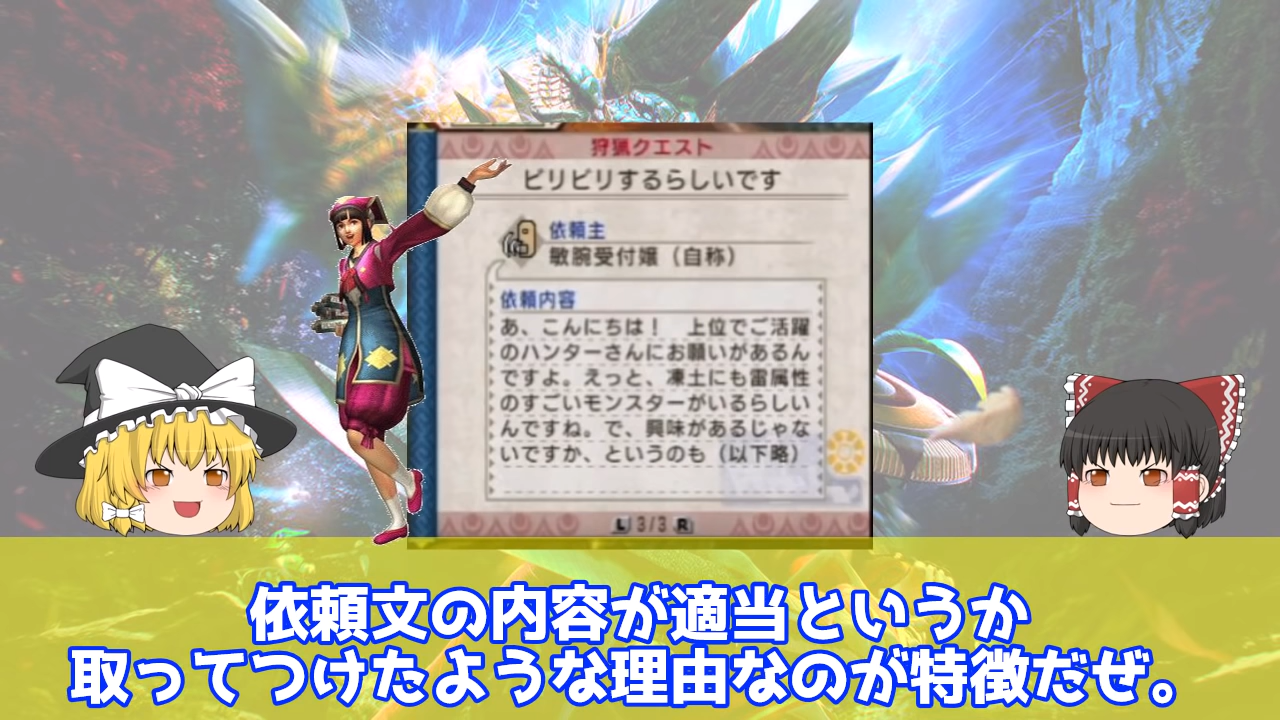 狩猟クエスト
ビリビリするらしいです
依頼主
敏腕受付嬢（自称）
依頼内容
あ、こんにちは！　上位でご活躍
のハンターさんにお願いがあるん
ですよ。えっと、凍土にも雷属性
のすごいモンスターがいるらしい
んですね。で、興味があるじゃな
いですか、というのも（以下略）
L 3/3 R
依頼文の内容が適当というか
取ってつけたような理由なのが特徴だぜ。